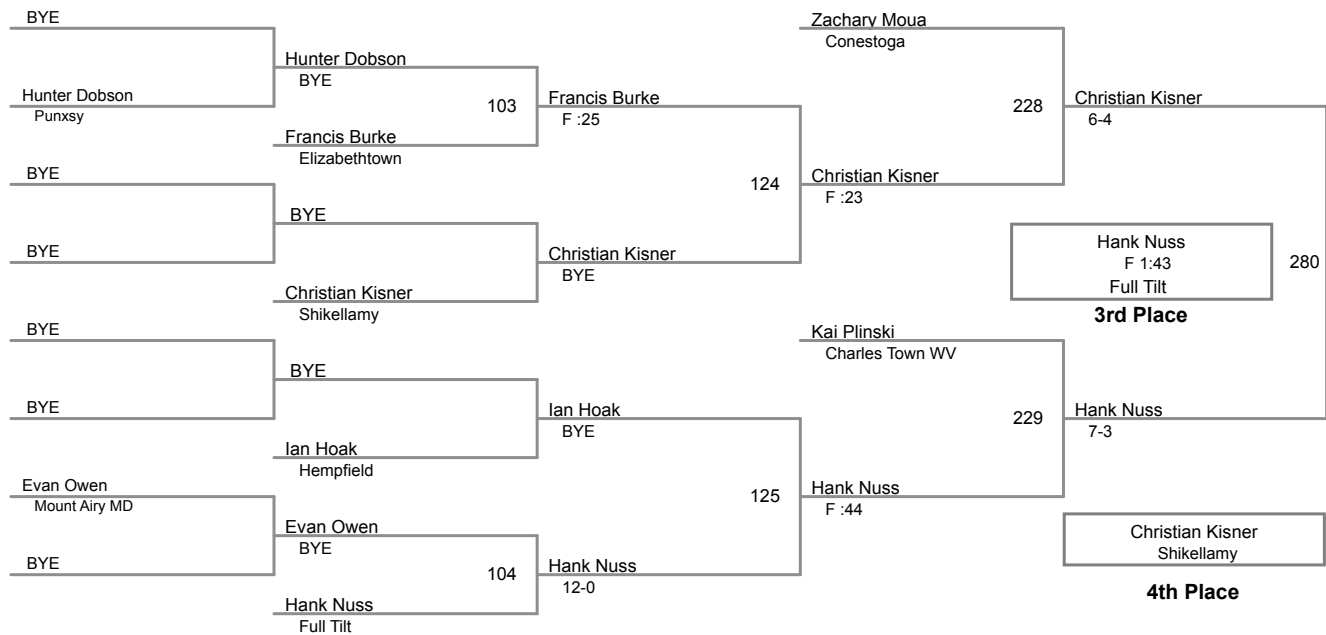 BYE
Hunter Dobson
Punxsy
BYE
BYE
BYE
BYE
Evan Owen
Mount Airy MD
BYE
Hunter Dobson
BYE
Francis Burke
Elizabethtown
BYE
Christian Kisner
Shikellamy
BYE
Ian Hoak
Hempfield
Evan Owen
BYE
Hank Nuss
Full Tilt
103
104
Francis Burke
F :25
Christian Kisner
BYE
Ian Hoak
BYE
Hank Nuss
12-0
124
125
Zachary Moua
Conestoga
Christian Kisner
F :23
Kai Plinski
Charles Town WV
Hank Nuss
F :44
228
229
Christian Kisner
6-4
Hank Nuss
7-3
Hank Nuss
F 1:43
Full Tilt
280
3rd Place
Christian Kisner
Shikellamy
4th Place